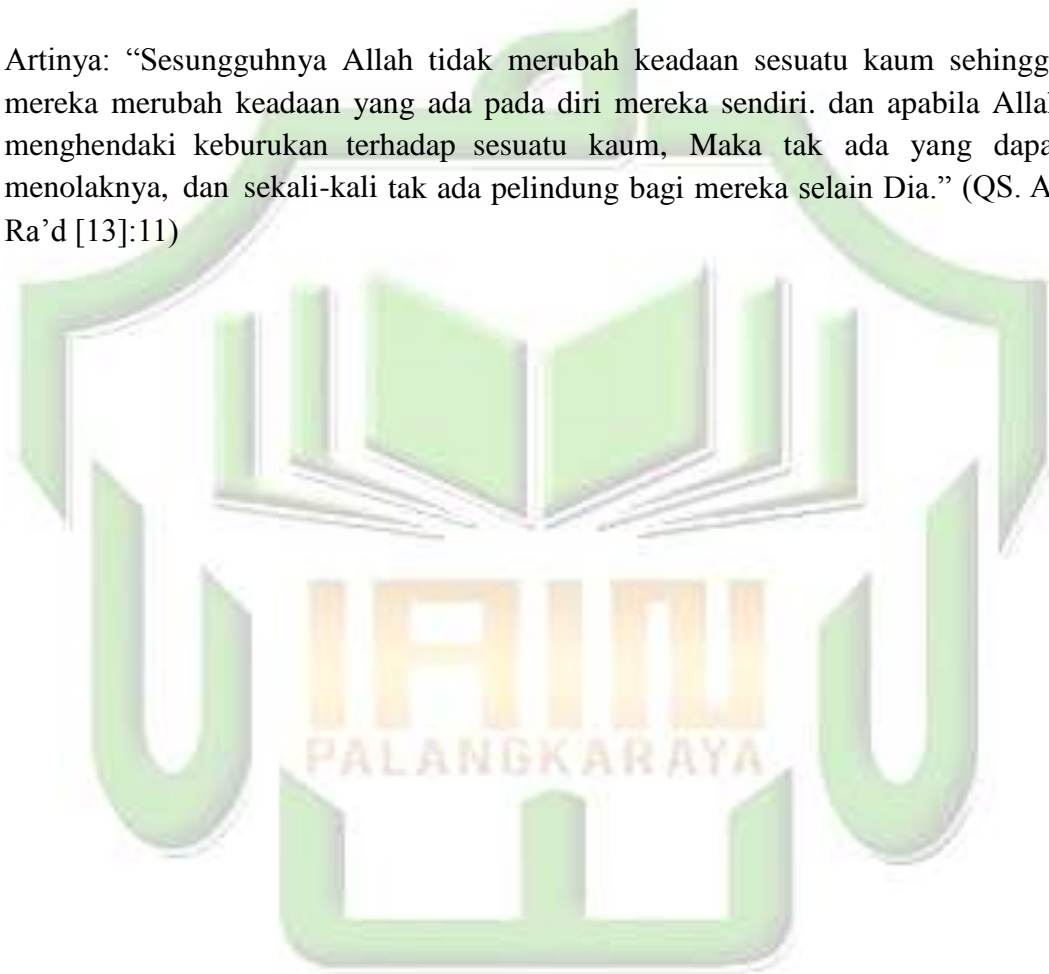 Artinya: “Sesungguhnya Allah tidak merubah keadaan sesuatu kaum sehingg
mereka merubah keadaan yang ada pada diri mereka sendiri. dan apabila Alla
menghendaki keburukan terhadap sesuatu kaum, Maka tak ada yang dapa
menolaknya, dan sekali-kali tak ada pelindung bagi mereka selain Dia.” (QS. A
Ra’d [13]:11)
IAIN
PALANGKARAYA